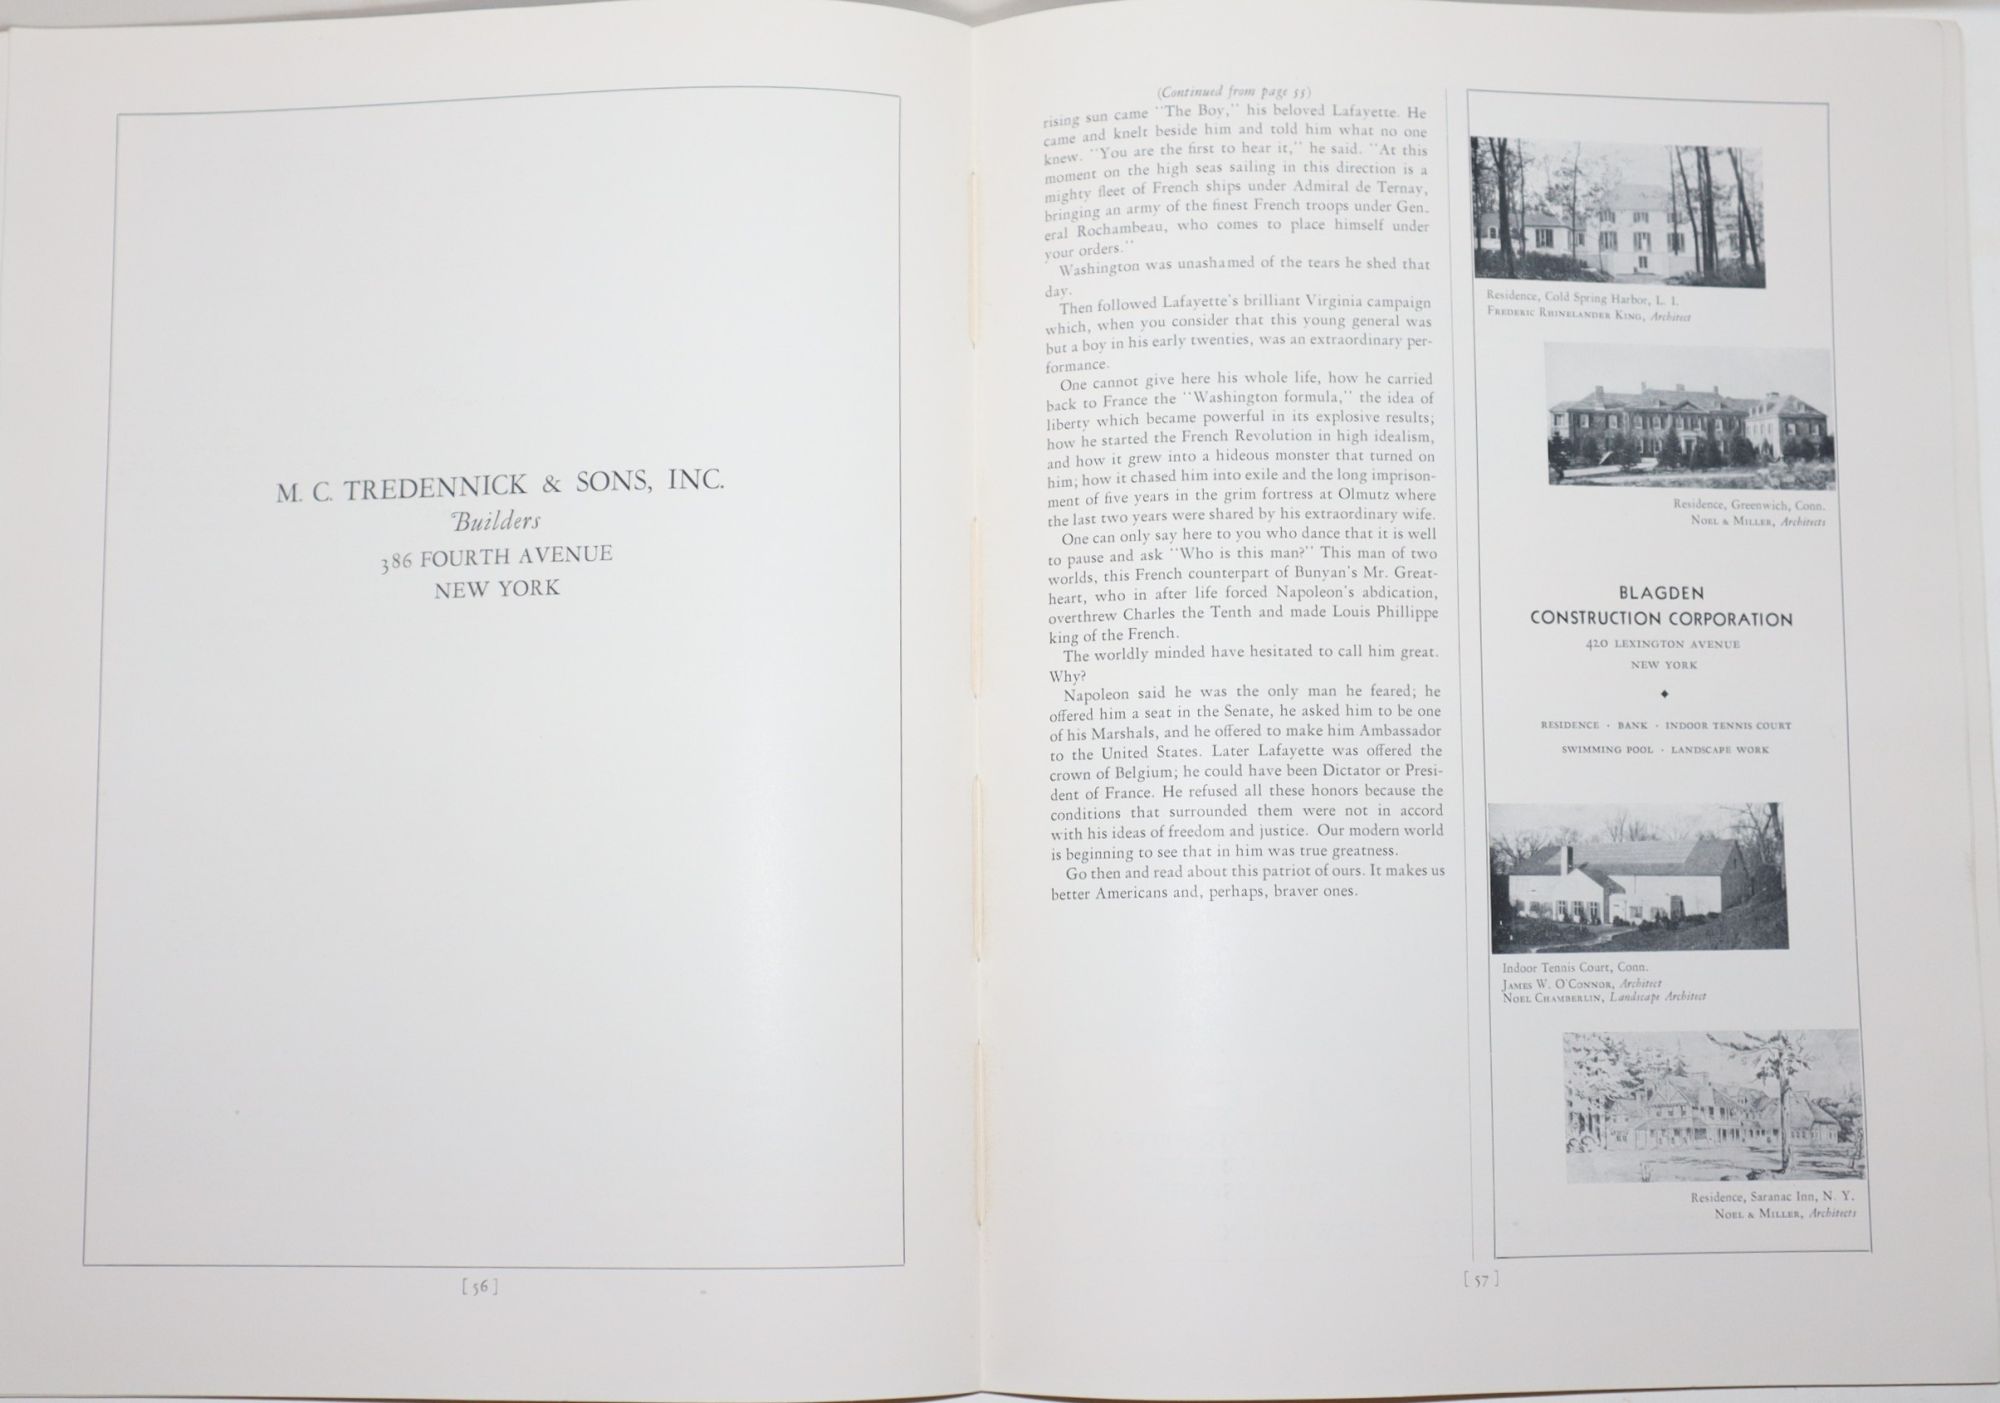 M. C. TREDENNICK & SONS, INC.
Builders
386 FOURTH AVENUE
NEW YORK
[ 56 ]
(Continued from page 55)
rising sun came "The Boy," his beloved Lafayette. He
came and knelt beside him and told him what no one
knew. "You are the first to hear it," he said. "At this
moment on the high seas sailing in this direction is a
mighty fleet of French ships under Admiral de Ternay,
bringing an army of the finest French troops under Gen-
eral Rochambeau, who comes to place himself under
your orders."
Washington was unashamed of the tears he shed that
day.
Then followed Lafayette's brilliant Virginia campaign
which, when you consider that this young general was
but a boy in his early twenties, was an extraordinary per-
formance.
One cannot give here his whole life, how he carried
back to France the "Washington formula," the idea of
liberty which became powerful in its explosive results;
how he started the French Revolution in high idealism,
and how it grew into a hideous monster that turned on
him; how it chased him into exile and the long imprison-
ment of five years in the grim fortress at Olmutz where
the last two years were shared by his extraordinary wife.
One can only say here to you who dance that it is well
to pause and ask "Who is this man?" This man of two
worlds, this French counterpart of Bunyan's Mr. Great-
heart, who in after life forced Napoleon's abdication,
overthrew Charles the Tenth and made Louis Phillippe
king of the French.
The worldly minded have hesitated to call him great.
Why?
Napoleon said he was the only man he feared; he
offered him a seat in the Senate, he asked him to be one
of his Marshals, and he offered to make him Ambassador
to the United States. Later Lafayette was offered the
crown of Belgium; he could have been Dictator or Presi-
dent of France. He refused all these honors because the
conditions that surrounded them were not in accord
with his ideas of freedom and justice. Our modern world
is beginning to see that in him was true greatness.
Go then and read about this patriot of ours. It makes us
better Americans and, perhaps, braver ones.
Residence, Cold Spring Harbor, L. I.
FREDERIC RHINELANDER KING, Architect
Residence, Greenwich, Conn.
NOEL & MILLER, Architects
BLAGDEN
CONSTRUCTION CORPORATION
420 LEXINGTON AVENUE
NEW YORK
RESIDENCE · BANK · INDOOR TENNIS COURT
SWIMMING POOL · LANDSCAPE WORK
Indoor Tennis Court, Conn.
JAMES W. O'CONNOR, Architect
NOEL CHAMBERLIN, Landscape Architect
Residence, Saranac Inn, N. Y.
NOEL & MILLER, Architects
[ 57 ]